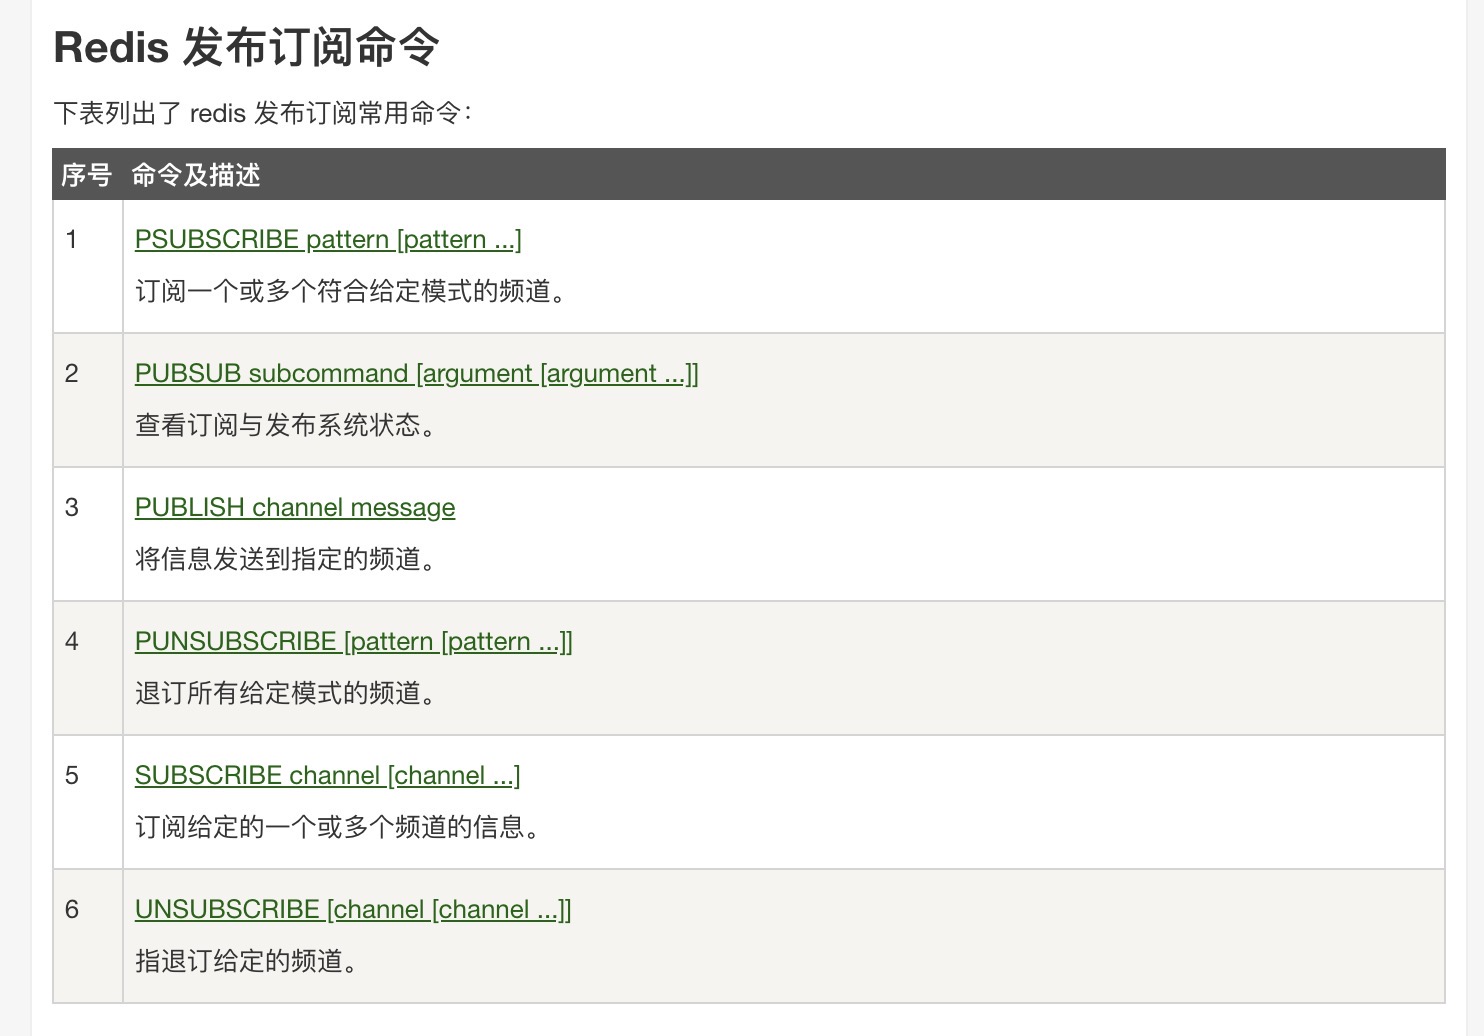 Redis 发布订阅命令
下表列出了 redis 发布订阅常用命令：
序号 命令及描述
1 PSUBSCRIBE pattern [pattern ...]
订阅一个或多个符合给定模式的频道。
2 PUBSUB subcommand [argument [argument ...]]
查看订阅与发布系统状态。
3 PUBLISH channel message
将信息发送到指定的频道。
4 PUNSUBSCRIBE [pattern [pattern ...]]
退订所有给定模式的频道。
5 SUBSCRIBE channel [channel ...]
订阅给定的一个或多个频道的信息。
6 UNSUBSCRIBE [channel [channel ...]]
指退订给定的频道。